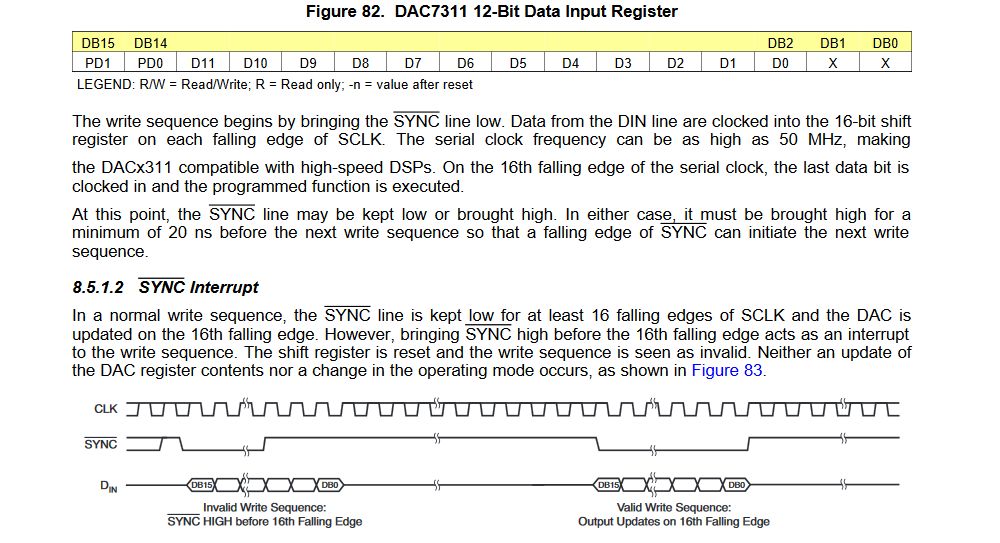 Figure 82. DAC7311 12-Bit Data Input Register
DB15 DB14 DB2 DB1 DB0
PD1 PD0 D11 D10 D9 D8 D7 D6 D5 D4 D3 D2 D1 D0 X X
LEGEND: R/W = Read/Write; R = Read only; -n = value after reset
The write sequence begins by bringing the SYNC line low. Data from the DIN line are clocked into the 16-bit shift
register on each falling edge of SCLK. The serial clock frequency can be as high as 50 MHz, making
the DACx311 compatible with high-speed DSPs. On the 16th falling edge of the serial clock, the last data bit is
clocked in and the programmed function is executed.
At this point, the SYNC line may be kept low or brought high. In either case, it must be brought high for a
minimum of 20 ns before the next write sequence so that a falling edge of SYNC can initiate the next write
sequence.
8.5.1.2 SYNC Interrupt
In a normal write sequence, the SYNC line is kept low for at least 16 falling edges of SCLK and the DAC is
updated on the 16th falling edge. However, bringing SYNC high before the 16th falling edge acts as an interrupt
to the write sequence. The shift register is reset and the write sequence is seen as invalid. Neither an update of
the DAC register contents nor a change in the operating mode occurs, as shown in Figure 83.
CLK
SYNC
DIN DB15 DB0 DB15 DB0
Invalid Write Sequence:
SYNC HIGH before 16th Falling Edge
Valid Write Sequence:
Output Updates on 16th Falling Edge